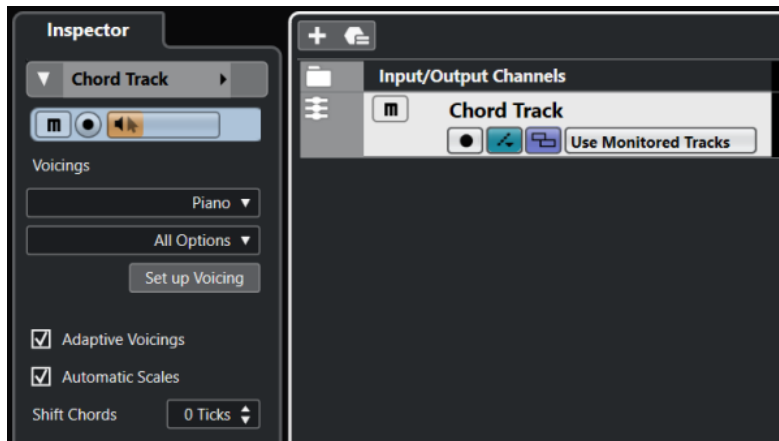 Inspector
Chord Track
m
Voicings
Piano
All Options
Set up Voicing
Adaptive Voicings
Automatic Scales
Shift Chords 0 Ticks
Input/Output Channels
m Chord Track
Use Monitored Tracks